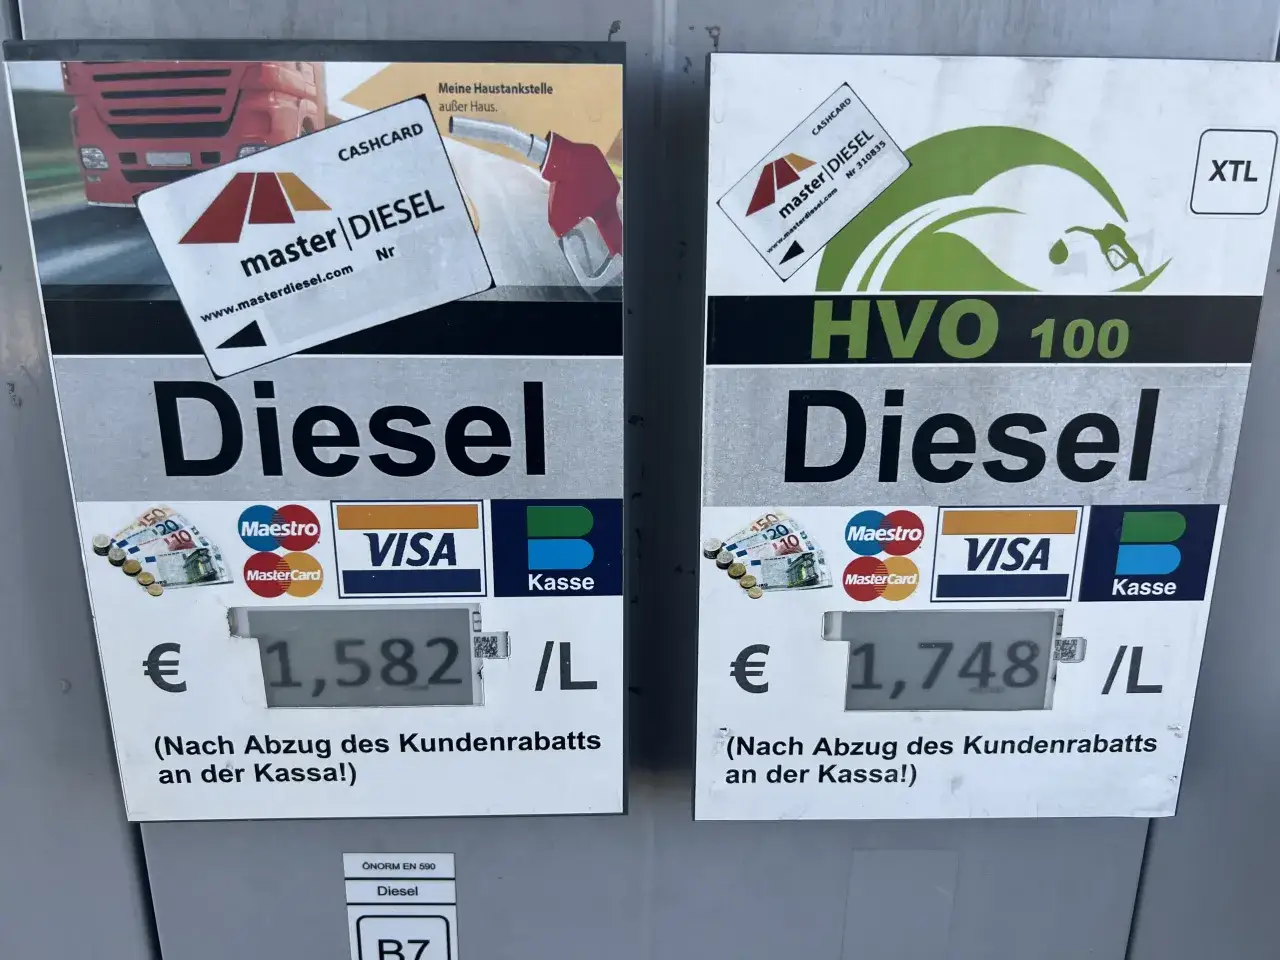 Meine Haustankstelle
außer Haus.
CASHCARD
master|DIESEL
www.masterdiesel.com Nr
Diesel
Maestro
MasterCard
VISA
B
Kasse
€ 1,582 /L
(Nach Abzug des Kundenrabatts
an der Kassa!)
ÖNORM EN 590
Diesel
B7
CASHCARD
master|DIESEL
www.masterdiesel.com Nr 310835
XTL
HVO 100
Diesel
Maestro
MasterCard
VISA
B
Kasse
€ 1,748 /L
(Nach Abzug des Kundenrabatts
an der Kassa!)